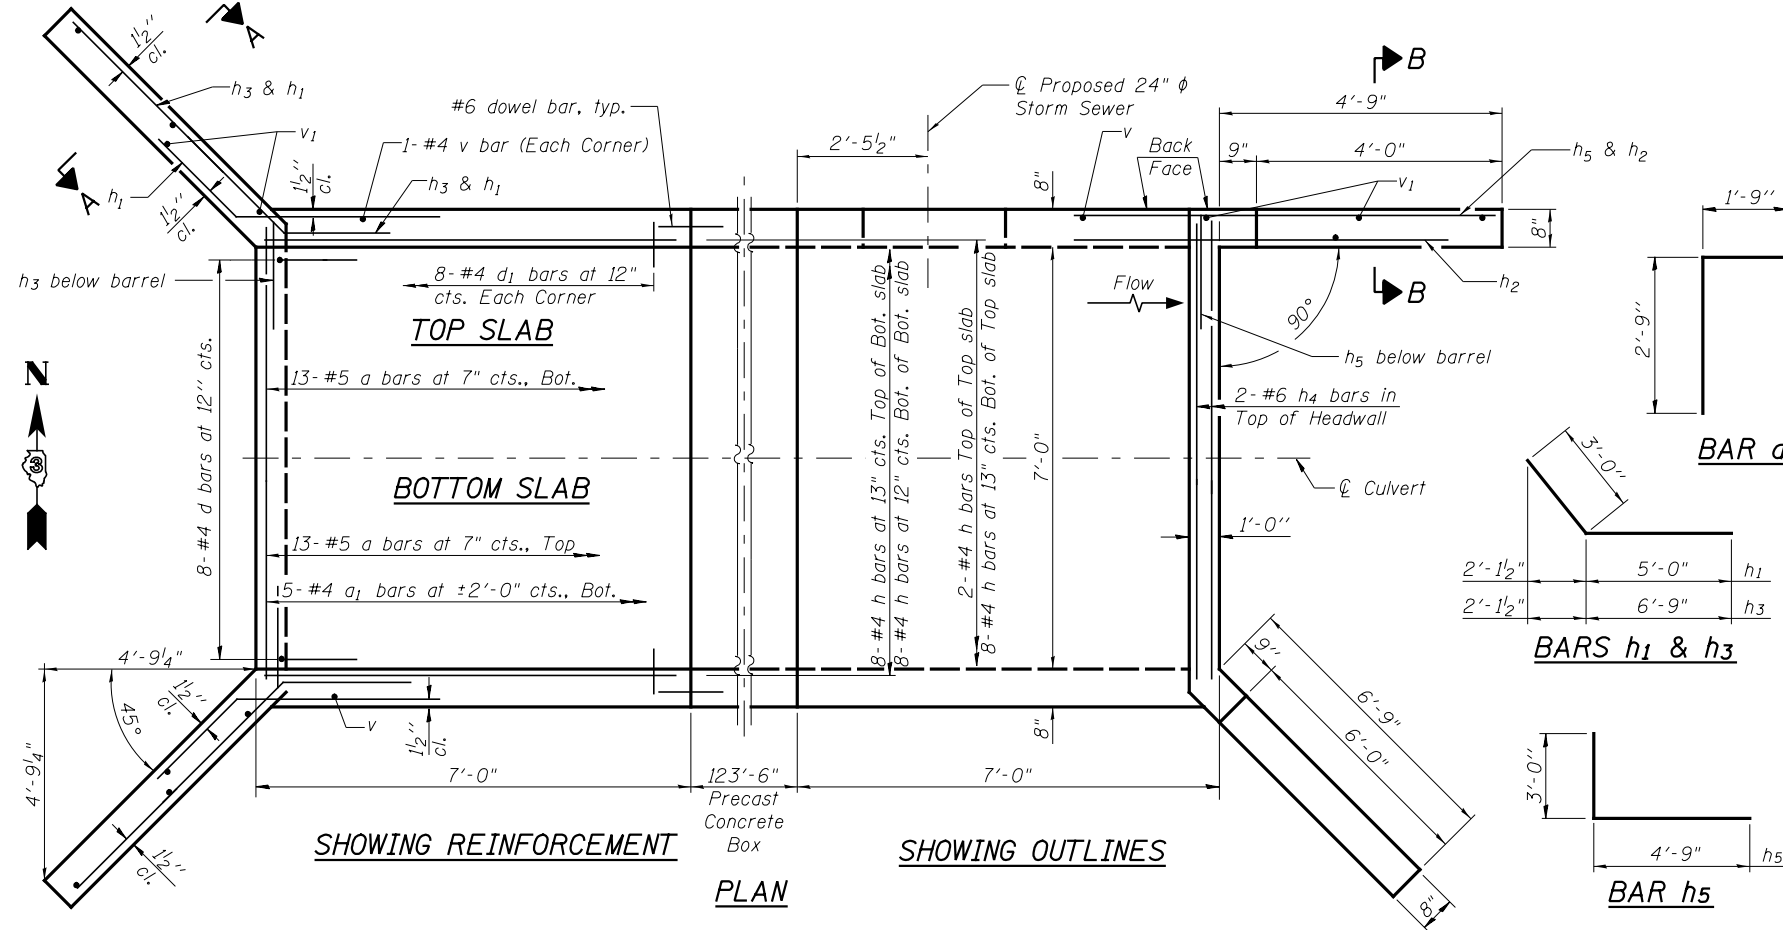 1½"
cl.
A
h3 & h1
v1
#6 dowel bar, typ.
1-#4 v bar (Each Corner)
h3 & h1
1½"
cl.
A
h1
1½"
cl.
h3 below barrel
8-#4 d1 bars at 12"
cts. Each Corner
TOP SLAB
N
3
8-#4 d bars at 12" cts.
13-#5 a bars at 7" cts., Bot.
BOTTOM SLAB
13-#5 a bars at 7" cts., Top
5-#4 a1 bars at ±2'-0" cts., Bot.
4'-9¼"
4'-9¼"
45°
1½"
cl.
v
1½"
cl.
1½"
cl.
7'-0"
123'-6"
Precast
Concrete
Box
7'-0"
SHOWING REINFORCEMENT
SHOWING OUTLINES
PLAN
℄ Proposed 24" ϕ
Storm Sewer
2'-5½"
8"
v
Back
Face
B
4'-9"
9"
4'-0"
h5 & h2
v1
8"
h2
B
Flow
90°
h5 below barrel
2-#6 h4 bars in
Top of Headwall
8-#4 h bars at 13" cts. Top of Bot. slab
8-#4 h bars at 12" cts. Bot. of Bot. slab
2-#4 h bars Top of Top slab
8-#4 h bars at 13" cts. Bot. of Top slab
7'-0"
℄ Culvert
1'-0"
8"
9"
6'-9"
6'-0"
8"
1'-9"
2'-9"
BAR d
3'-0"
2'-1½"
5'-0"
h1
2'-1½"
6'-9"
h3
BARS h1 & h3
3'-0"
4'-9"
h5
BAR h5